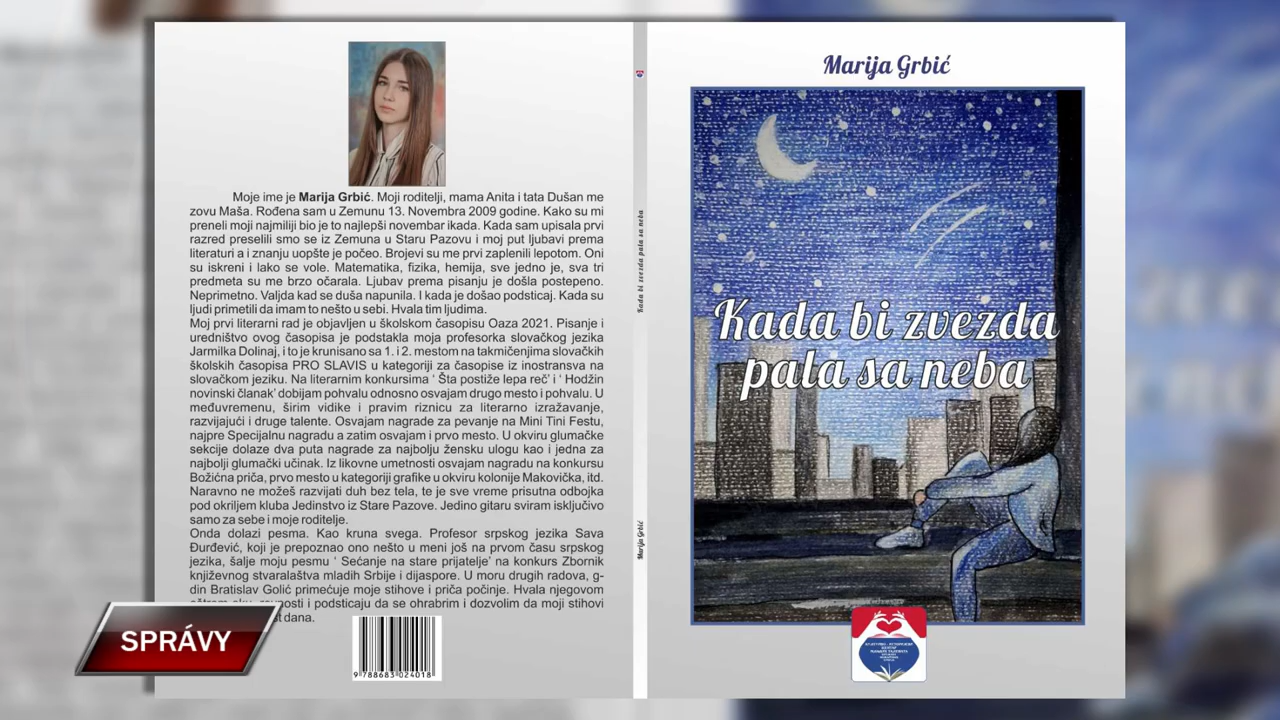 Moje ime je Marija Grbić. Moji roditelji, mama Anita i tata Dušan me
zovu Maša. Rođena sam u Zemunu 13. Novembra 2009 godine. Kako su mi
preneli moji najmiliji bio je to najlepši novembar ikada. Kada sam upisala prvi
razred preselili smo se iz Zemuna u Staru Pazovu i moj put ljubavi prema
literaturi a i znanju uopšte je počeo. Brojevi su me prvi zaplenili lepotom. Oni
su iskreni i lako se vole. Matematika, fizika, hemija, sve jedno je, sva tri
predmeta su me brzo očarala. Ljubav prema pisanju je došla postepeno.
Neprimetno. Valjda kad se duša napunila. I kada je došao podsticaj. Kada su
ljudi primetili da imam to nešto u sebi. Hvala tim ljudima.
Moj prvi literarni rad je objavljen u školskom časopisu Oaza 2021. Pisanje i
uredništvo ovog časopisa je podstakla moja profesorka slovačkog jezika
Jarmilka Dolinaj, i to je krunisano sa 1. i 2. mestom na takmičenjima slovačkih
školskih časopisa PRO SLAVIS u kategoriji za časopise iz inostransva na
slovačkom jeziku. Na literarnim konkursima ‘ Šta postiže lepa reč’ i ‘ Hodžin
novinski članak’ dobijam pohvalu odnosno osvajam drugo mesto i pohvalu. U
međuvremenu, širim vidike i pravim riznicu za literarno izražavanje,
razvijajući i druge talente. Osvajam nagrade za pevanje na Mini Tini Festu,
najpre Specijalnu nagradu a zatim osvajam i prvo mesto. U okviru glumačke
sekcije dolaze dva puta nagrade za najbolju žensku ulogu kao i jedna za
najbolji glumački učinak. Iz likovne umetnosti osvajam nagradu na konkursu
Božićna priča, prvo mesto u kategoriji grafike u okviru kolonije Makovička, itd.
Naravno ne možeš razvijati duh bez tela, te je sve vreme prisutna odbojka
pod okriljem kluba Jedinstvo iz Stare Pazove. Jedino gitaru sviram isključivo
samo za sebe i moje roditelje.
Onda dolazi pesma. Kao kruna svega. Profesor srpskog jezika Sava
Đurđević, koji je prepoznao ono nešto u meni još na prvom času srpskog
jezika, šalje moju pesmu ‘ Sećanje na stare prijatelje’ na konkurs Zbornik
književnog stvaralaštva mladih Srbije i dijaspore. U moru drugih radova, g-
din Bratislav Golić primećuje moje stihove i priča počinje. Hvala njegovom
i podsticaju da se ohrabrim i dozvolim da moji stihovi
dana.
9 788683 024018
SPRÁVY
Kada bi zvezda pala sa neba
Marija Grbić
Marija Grbić
Kada bi zvezda
pala sa neba